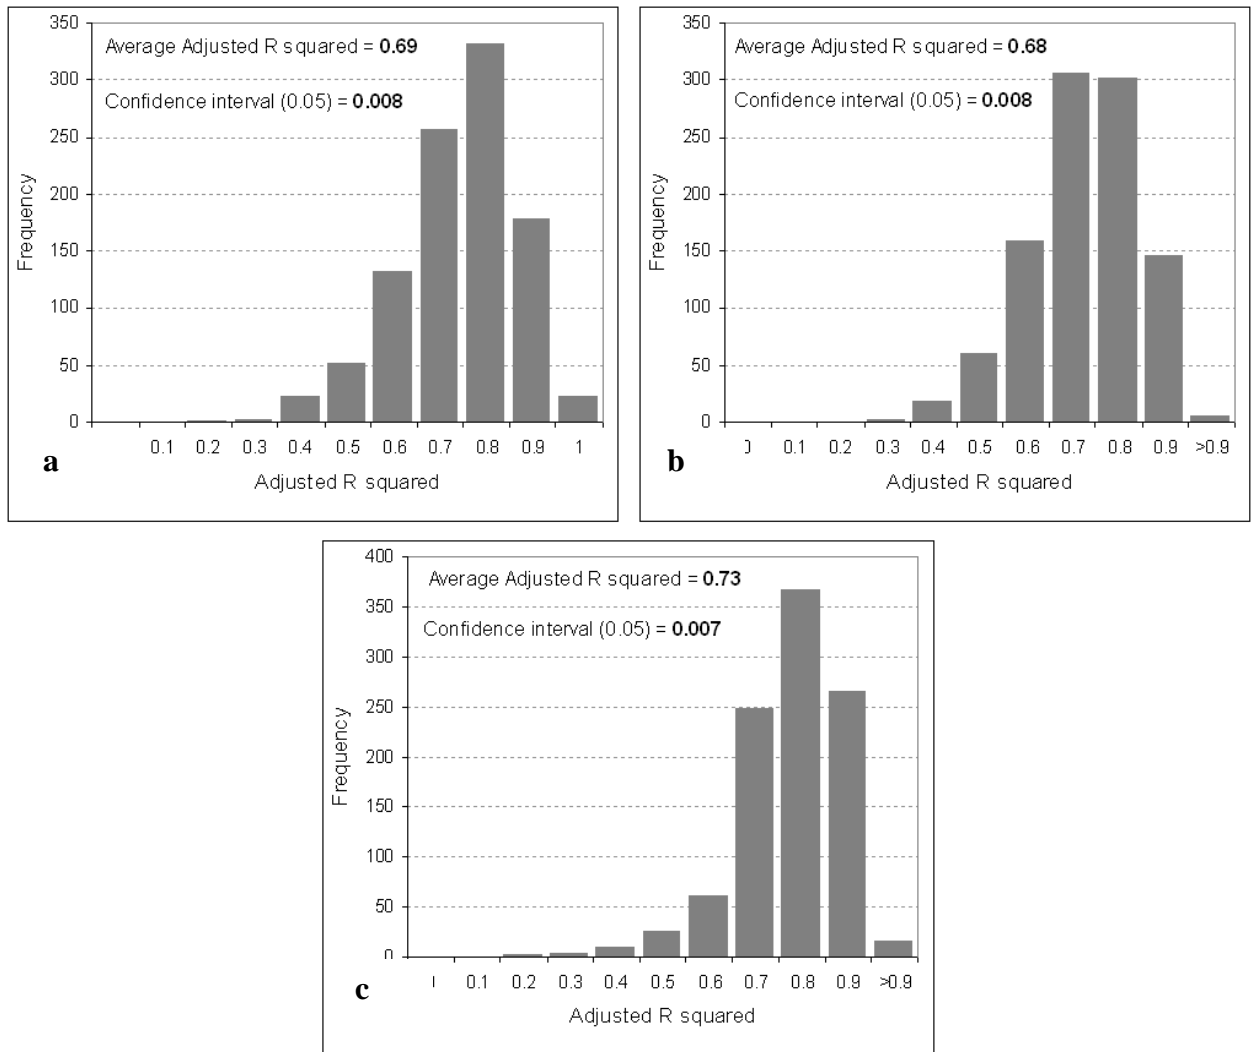 350
Average Adjusted R squared = 0.69
300
Confidence interval (0.05) = 0.008
250
200
150
100
50
0
Frequency
0.1 0.2 0.3 0.4 0.5 0.6 0.7 0.8 0.9 1
a
Adjusted R squared
350
Average Adjusted R squared = 0.68
300
Confidence interval (0.05) = 0.008
250
200
150
100
50
0
Frequency
0.1 0.2 0.3 0.4 0.5 0.6 0.7 0.8 0.9 >0.9
b
Adjusted R squared
400
Average Adjusted R squared = 0.73
350
Confidence interval (0.05) = 0.007
300
250
200
150
100
50
0
Frequency
0.1 0.2 0.3 0.4 0.5 0.6 0.7 0.8 0.9 >0.9
c
Adjusted R squared